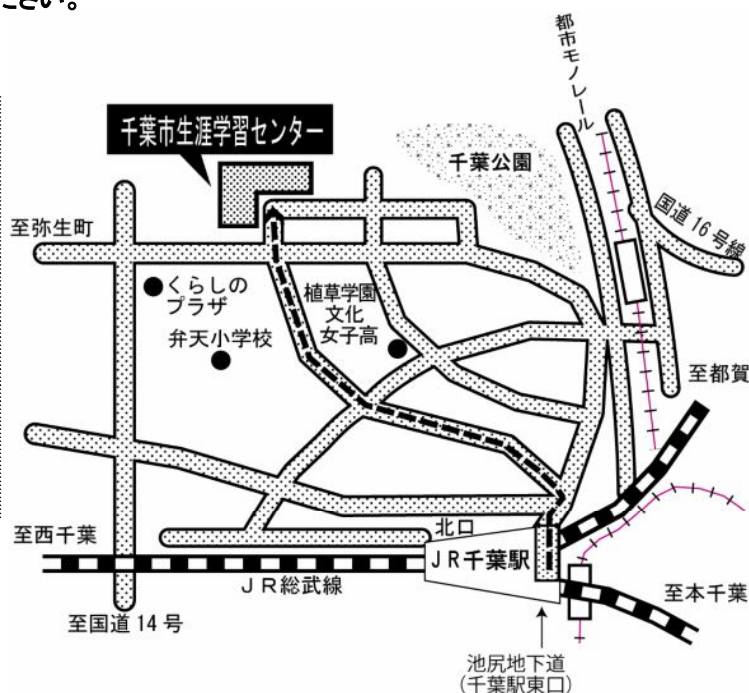 ださい。
都市モノレール
千葉市生涯学習センター
千葉公園
国道16号線
至弥生町
くらしの
プラザ
植草学園
文化
女子高
弁天小学校
至都賀
至西千葉
北口
JR千葉駅
JR総武線
至本千葉
至国道14号
池尻地下道
(千葉駅東口)